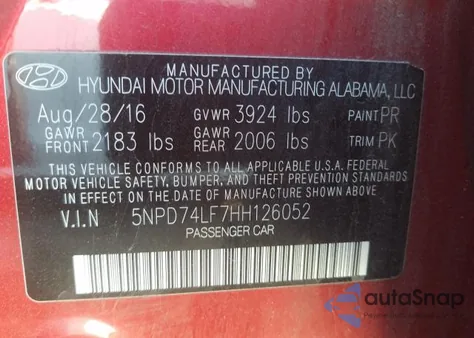 MANUFACTURED BY
HYUNDAI MOTOR MANUFACTURING ALABAMA, LLC
Aug/28/16 GVWR 3924 lbs PAINT PR
GAWR FRONT 2183 lbs GAWR REAR 2006 lbs TRIM PK
THIS VEHICLE CONFORMS TO ALL APPLICABLE U.S.A. FEDERAL
MOTOR VEHICLE SAFETY, BUMPER, AND THEFT PREVENTION STANDARDS
IN EFFECT ON THE DATE OF MANUFACTURE SHOWN ABOVE.
V.I.N 5NPD74LF7HH126052
PASSENGER CAR
autaSnap